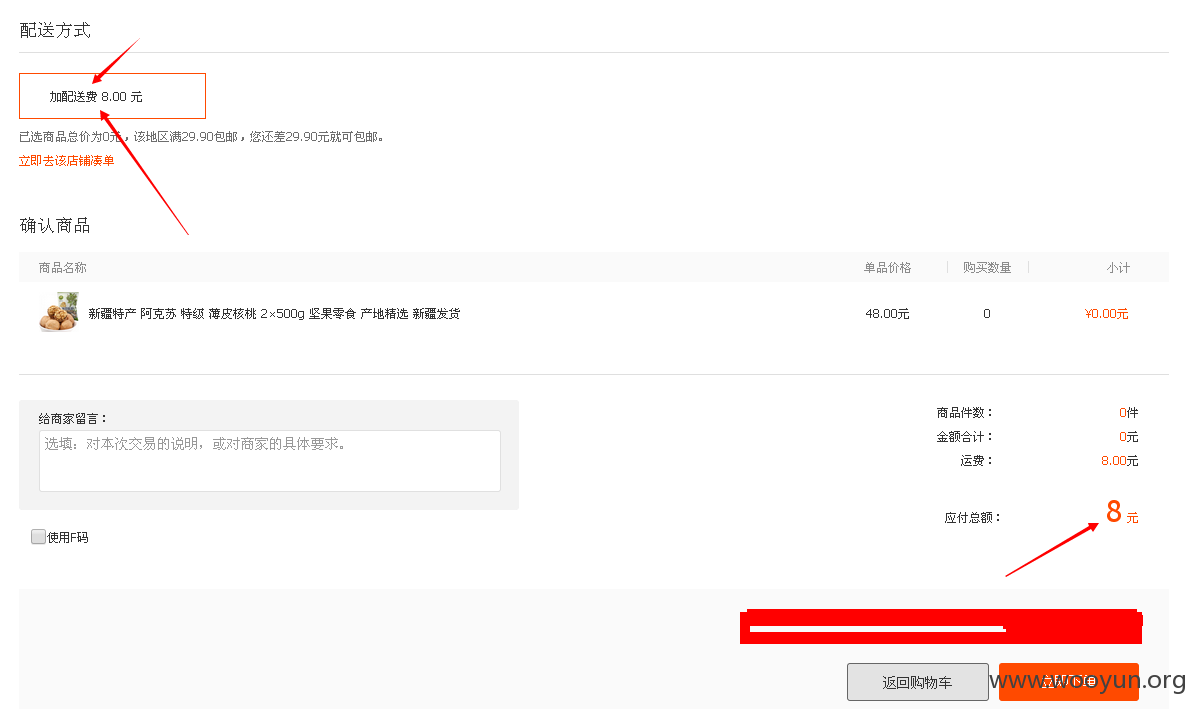 配送方式
加配送费 8.00 元
已选商品总价为0元，该地区满29.90包邮，您还差29.90元就可包邮。
立即去该店铺凑单
确认商品
商品名称 单品价格 购买数量 小计
新疆特产 阿克苏 特级 薄皮核桃 2×500g 坚果零食 产地精选 新疆发货 48.00元 0 ¥0.00元
给商家留言：
选填：对本次交易的说明，或对商家的具体要求。
商品件数： 0件
金额合计： 0元
运费： 8.00元
应付总额： 8 元
使用F码
返回购物车 立即下单
www.wooyun.org